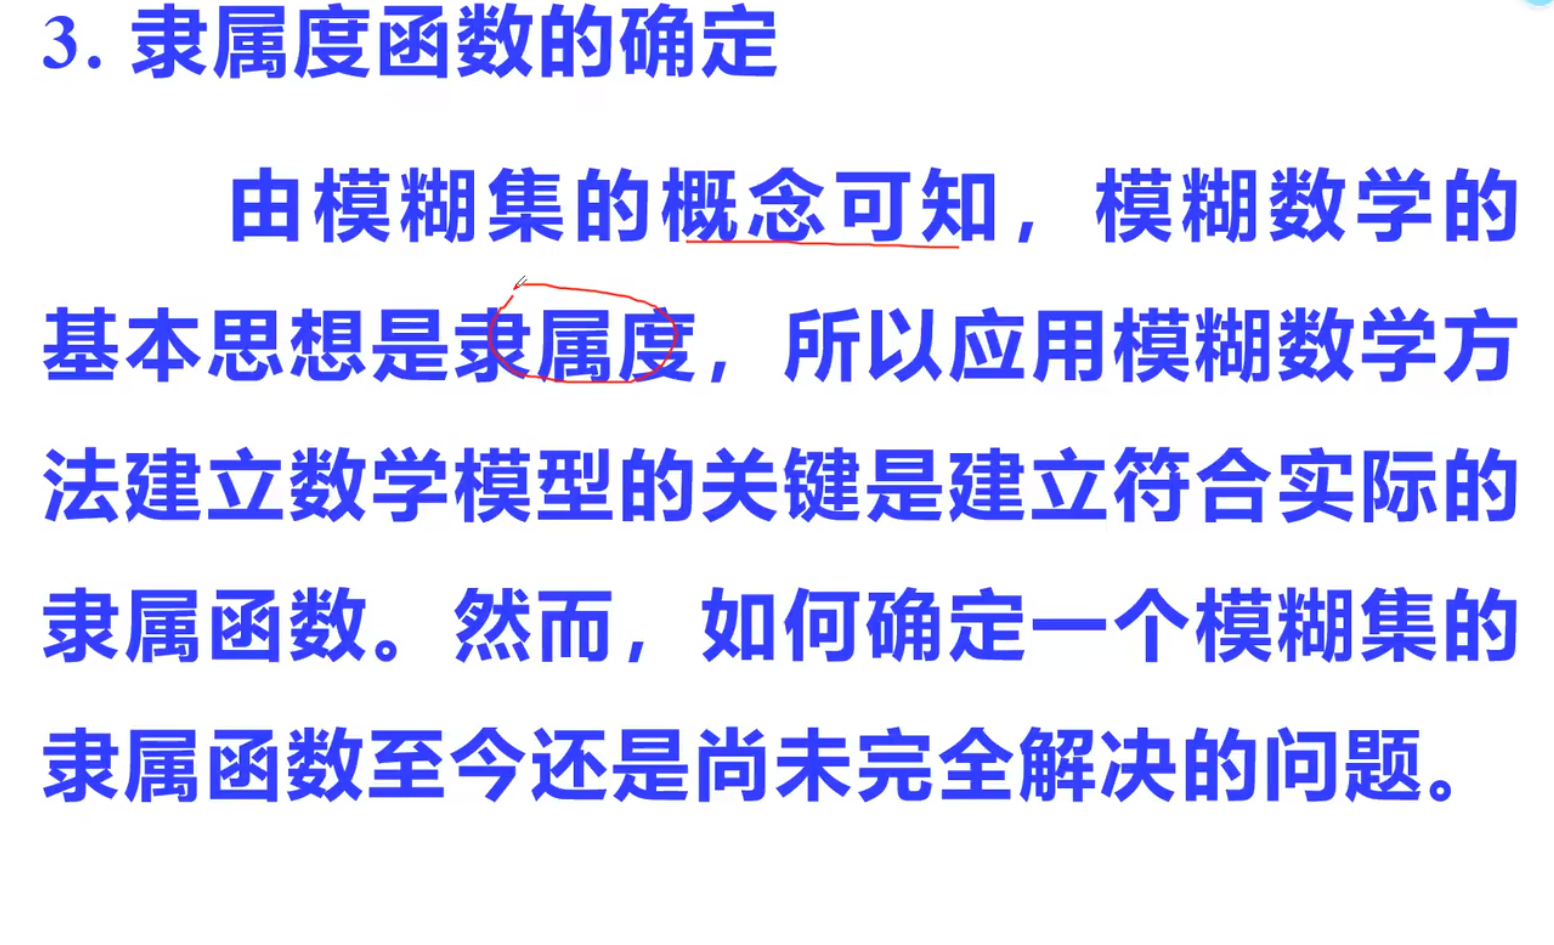 3. 隶属度函数的确定
由模糊集的概念可知，模糊数学的
基本思想是隶属度，所以应用模糊数学方
法建立数学模型的关键是建立符合实际的
隶属函数。然而，如何确定一个模糊集的
隶属函数至今还是尚未完全解决的问题。